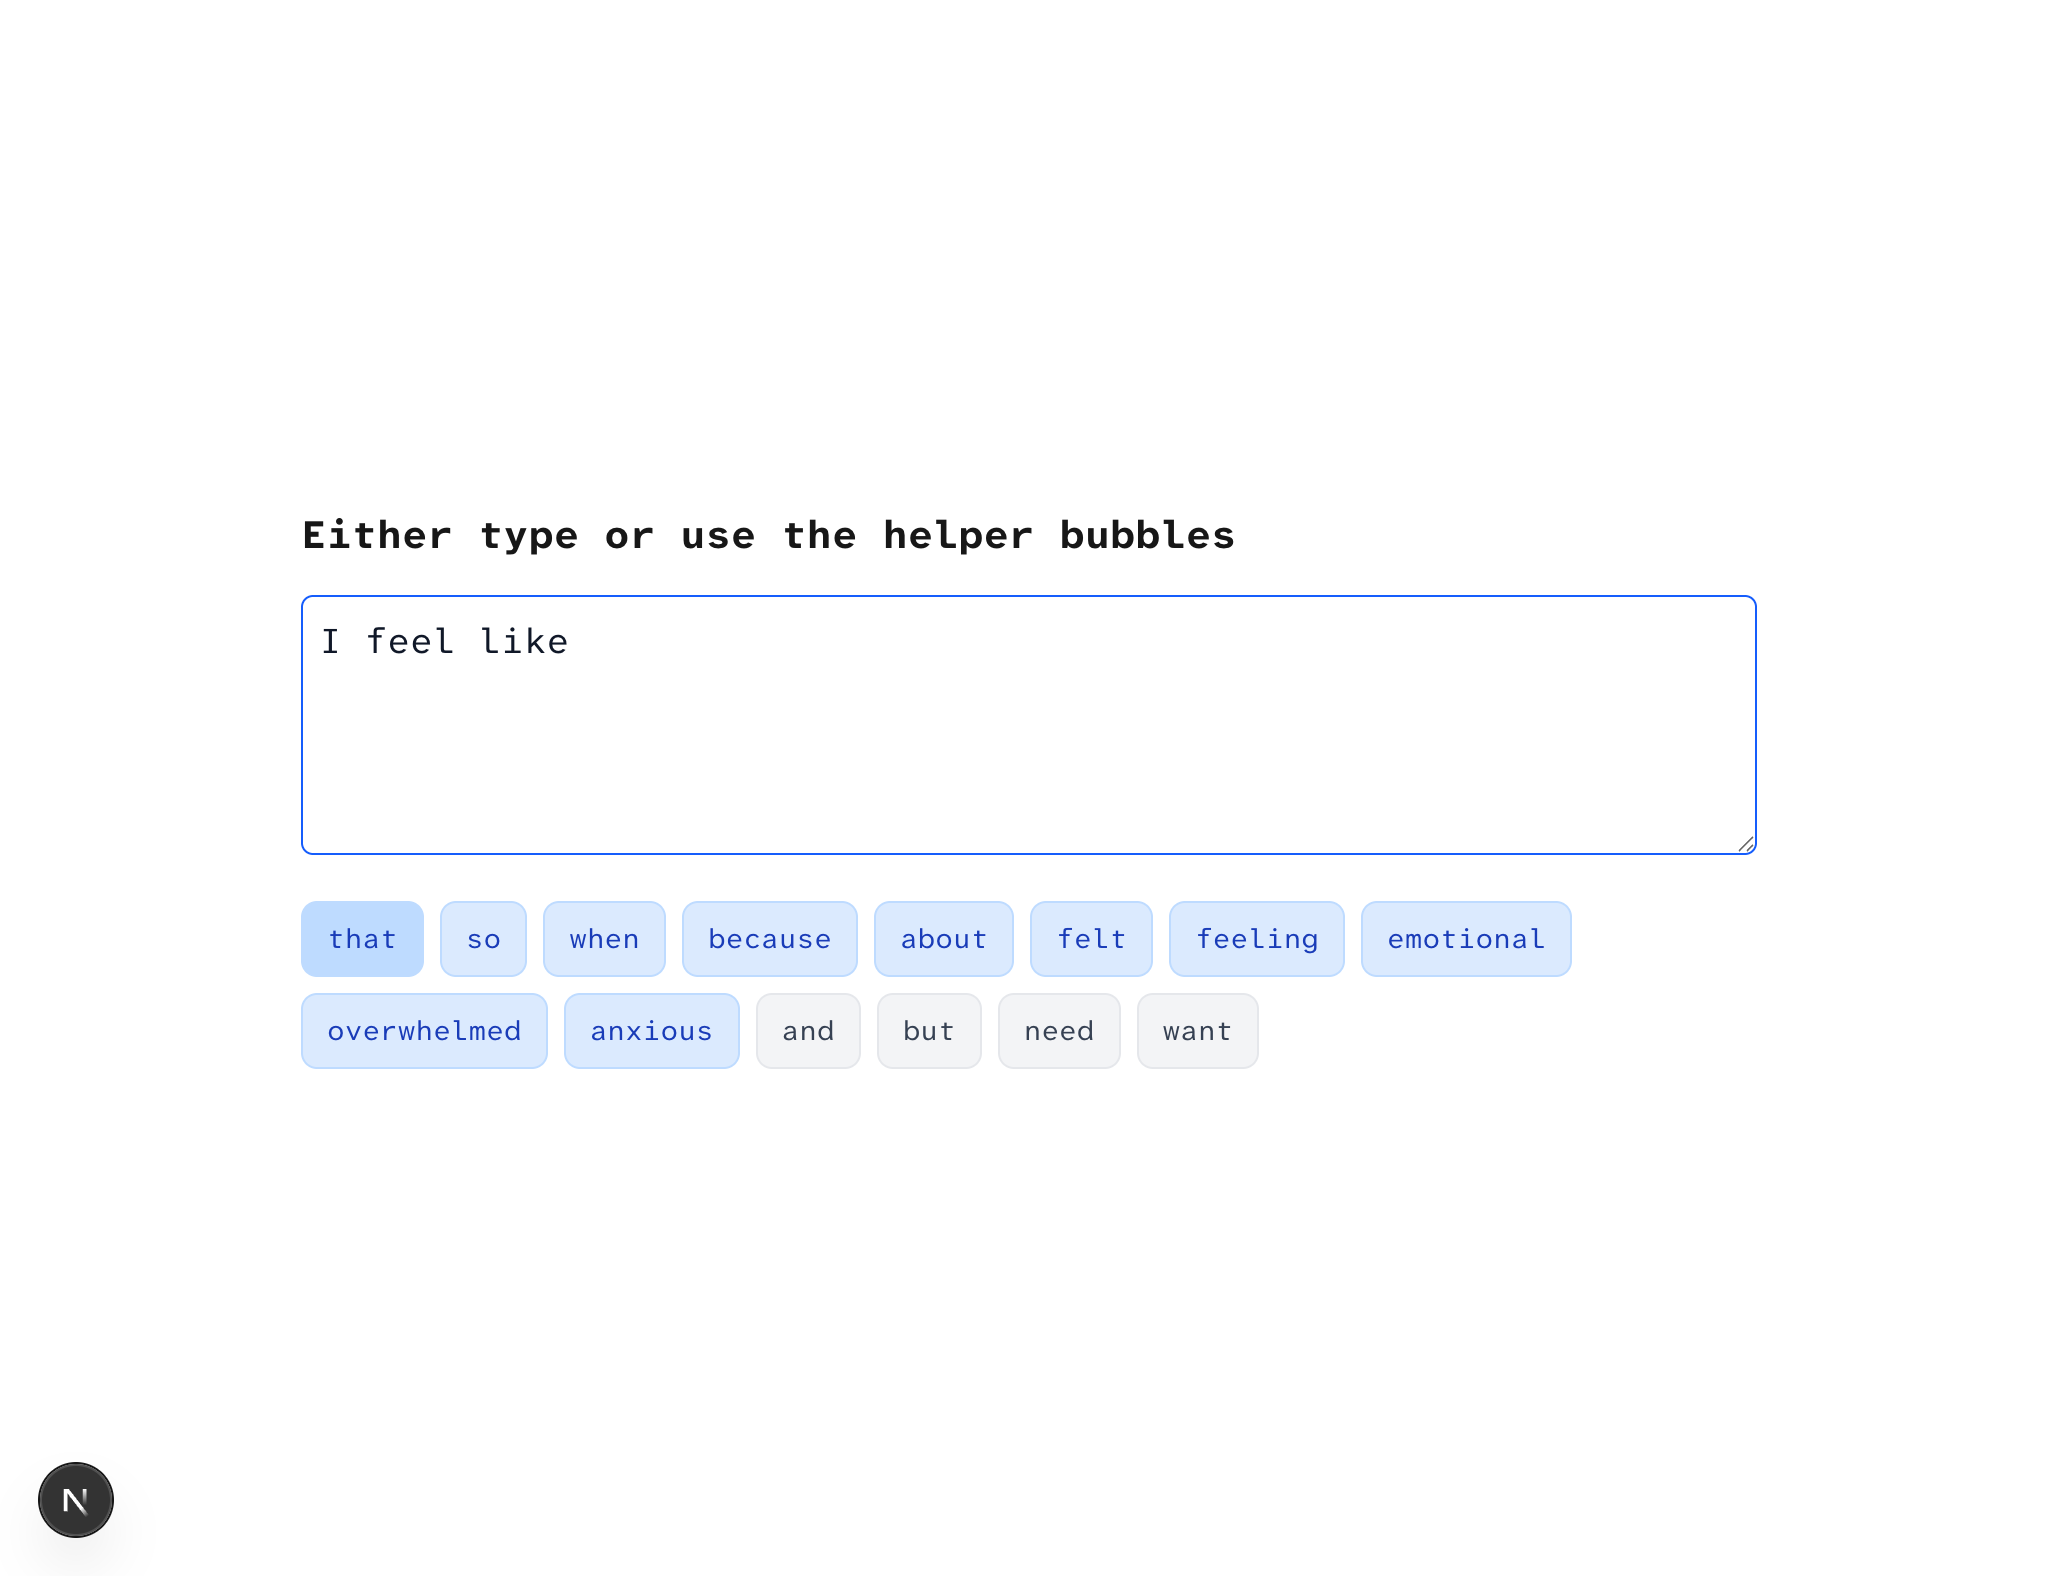 Either type or use the helper bubbles
I feel like
that so when because about felt feeling emotional
overwhelmed anxious and but need want
N